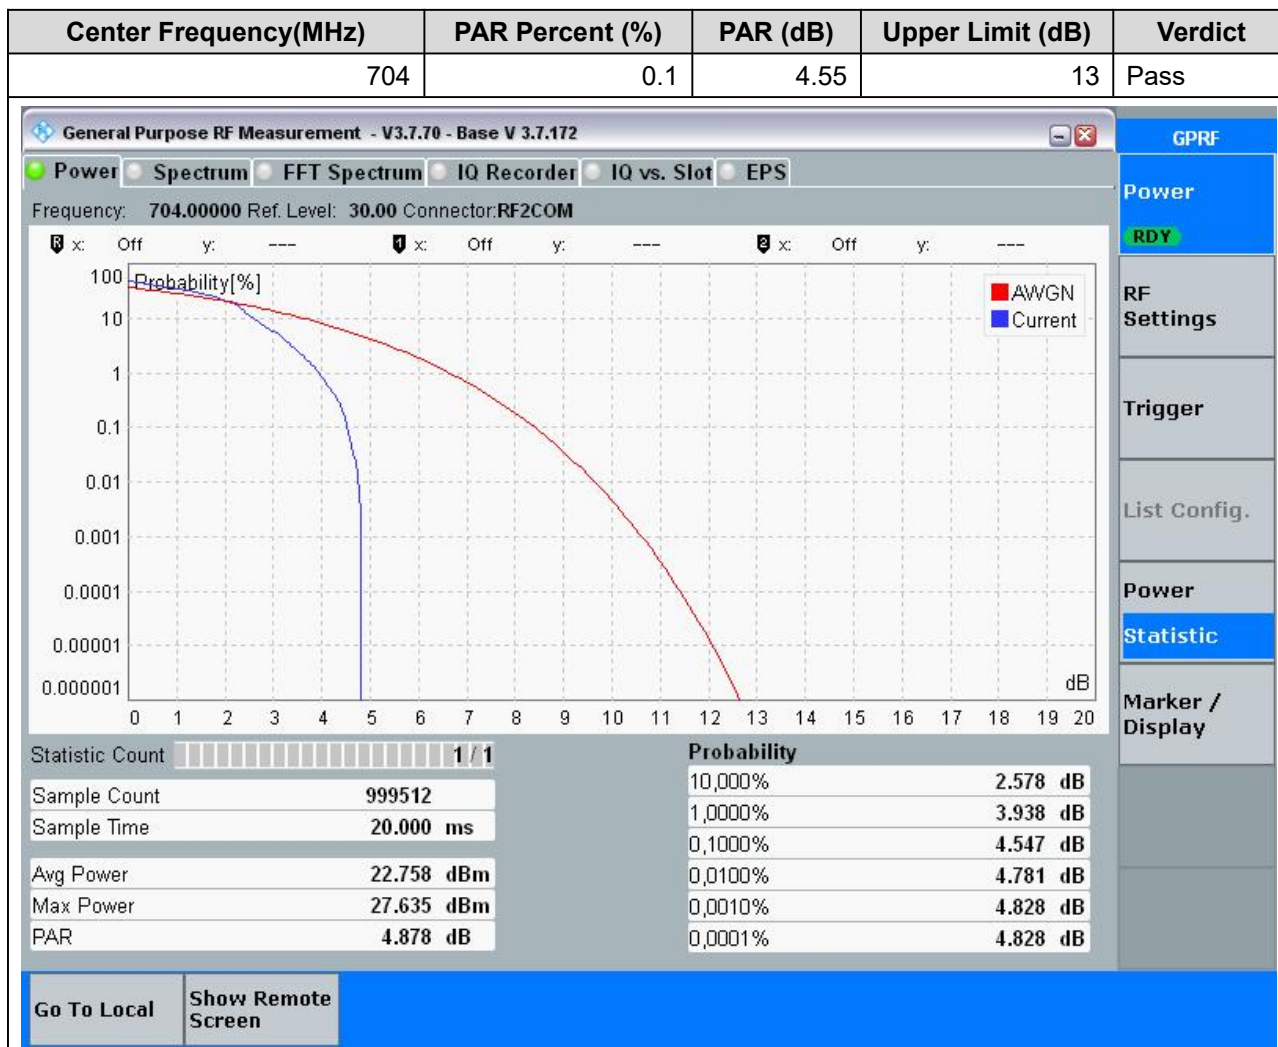 Center Frequency(MHz) PAR Percent (%) PAR (dB) Upper Limit (dB) Verdict
704 0.1 4.55 13 Pass
General Purpose RF Measurement - V3.7.70 - Base V 3.7.172
GPRF
Power Spectrum FFT Spectrum IQ Recorder IQ vs. Slot EPS
Frequency: 704.00000 Ref. Level: 30.00 Connector:RF2COM
R x: Off y: --- 1 x: Off y: --- 2 x: Off y: ---
Probability[%]
AWGN
Current
100
10
1
0.1
0.01
0.001
0.0001
0.00001
0.000001
dB
0 1 2 3 4 5 6 7 8 9 10 11 12 13 14 15 16 17 18 19 20
Statistic Count 1 / 1
Sample Count 999512
Sample Time 20.000 ms
Avg Power 22.758 dBm
Max Power 27.635 dBm
PAR 4.878 dB
Probability
10,000% 2.578 dB
1,0000% 3.938 dB
0,1000% 4.547 dB
0,0100% 4.781 dB
0,0010% 4.828 dB
0,0001% 4.828 dB
Power
RDY
RF
Settings
Trigger
List Config.
Power
Statistic
Marker /
Display
Go To Local
Show Remote
Screen